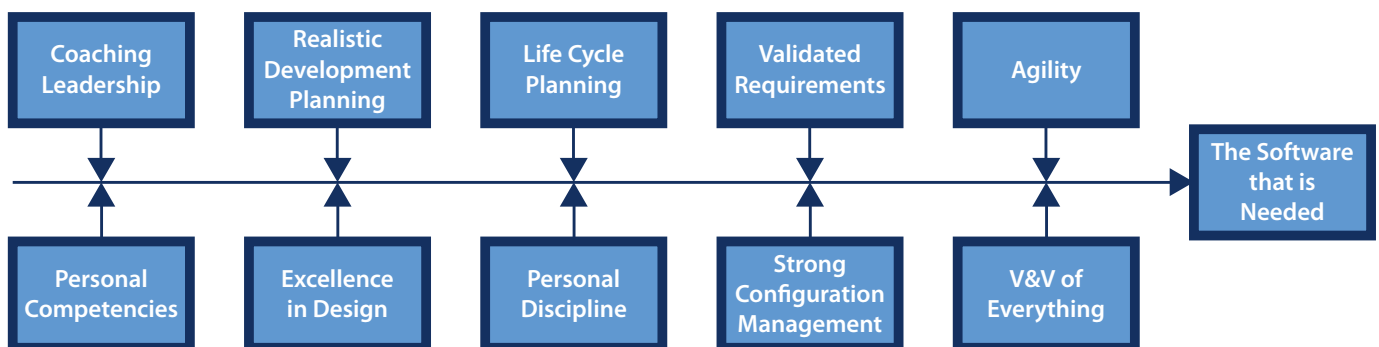 Coaching
Leadership
Realistic
Development
Planning
Life Cycle
Planning
Validated
Requirements
Agility
The Software
that is
Needed
Personal
Competencies
Excellence
in Design
Personal
Discipline
Strong
Configuration
Management
V&V of
Everything